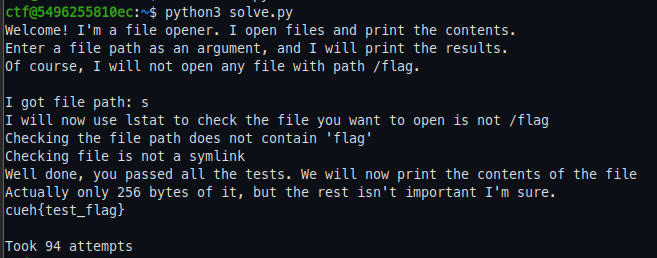 ctf@5496255810ec:~$ python3 solve.py
Welcome! I'm a file opener. I open files and print the contents.
Enter a file path as an argument, and I will print the results.
Of course, I will not open any file with path /flag.
I got file path: s
I will now use lstat to check the file you want to open is not /flag
Checking the file path does not contain 'flag'
Checking file is not a symlink
Well done, you passed all the tests. We will now print the contents of the file
Actually only 256 bytes of it, but the rest isn't important I'm sure.
cueh{test_flag}
Took 94 attempts